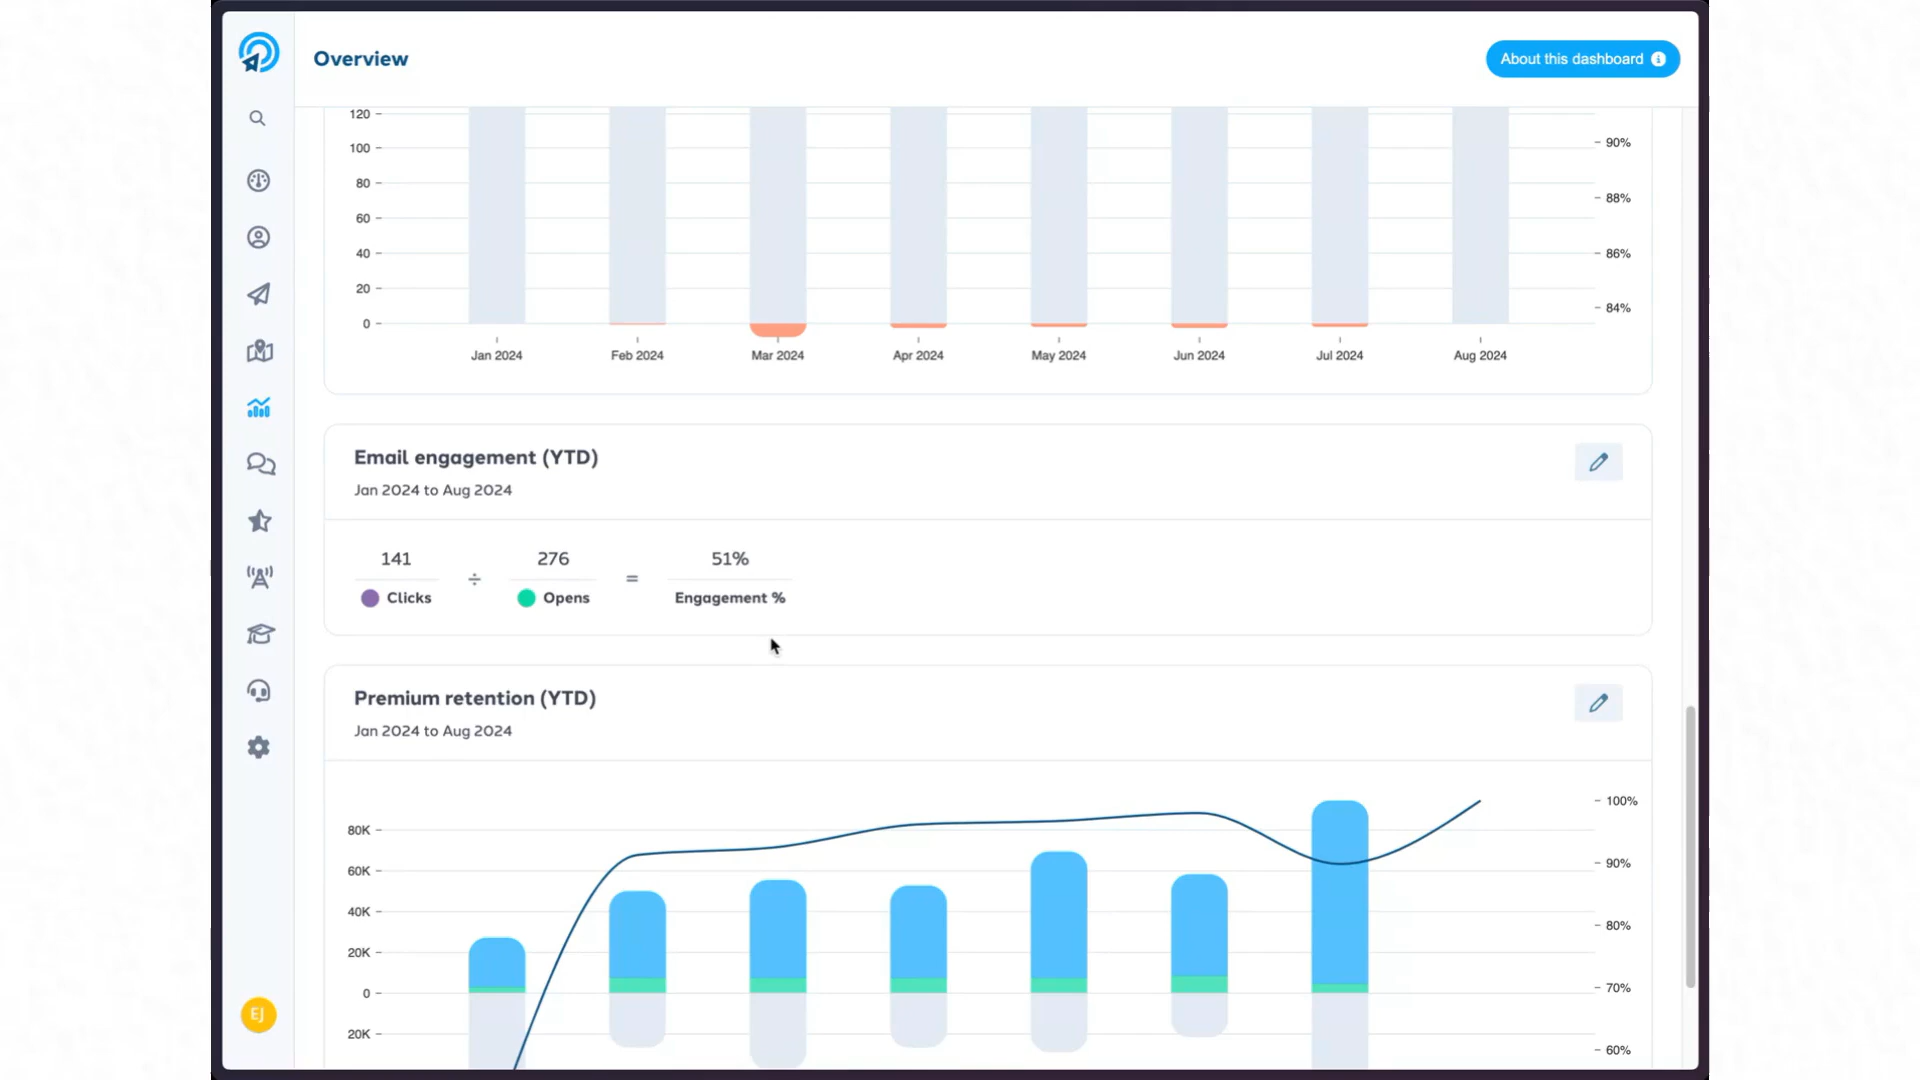 Overview
About this dashboard
120
100
80
60
40
20
0
90%
88%
86%
84%
Jan 2024 Feb 2024 Mar 2024 Apr 2024 May 2024 Jun 2024 Jul 2024 Aug 2024
Email engagement (YTD)
Jan 2024 to Aug 2024
141 ÷ 276 = 51%
Clicks Opens Engagement %
Premium retention (YTD)
Jan 2024 to Aug 2024
80K
60K
40K
20K
0
20K
100%
90%
80%
70%
60%
EJ